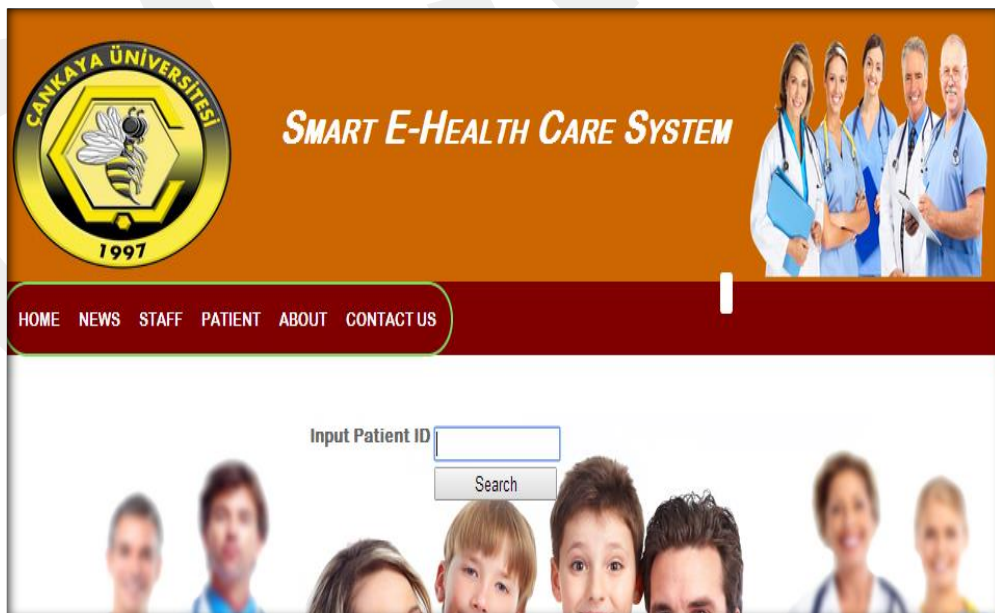 ÇANKAYA ÜNİVERSİTESİ
1997
SMART E-HEALTH CARE SYSTEM
HOME NEWS STAFF PATIENT ABOUT CONTACT US
Input Patient ID
Search